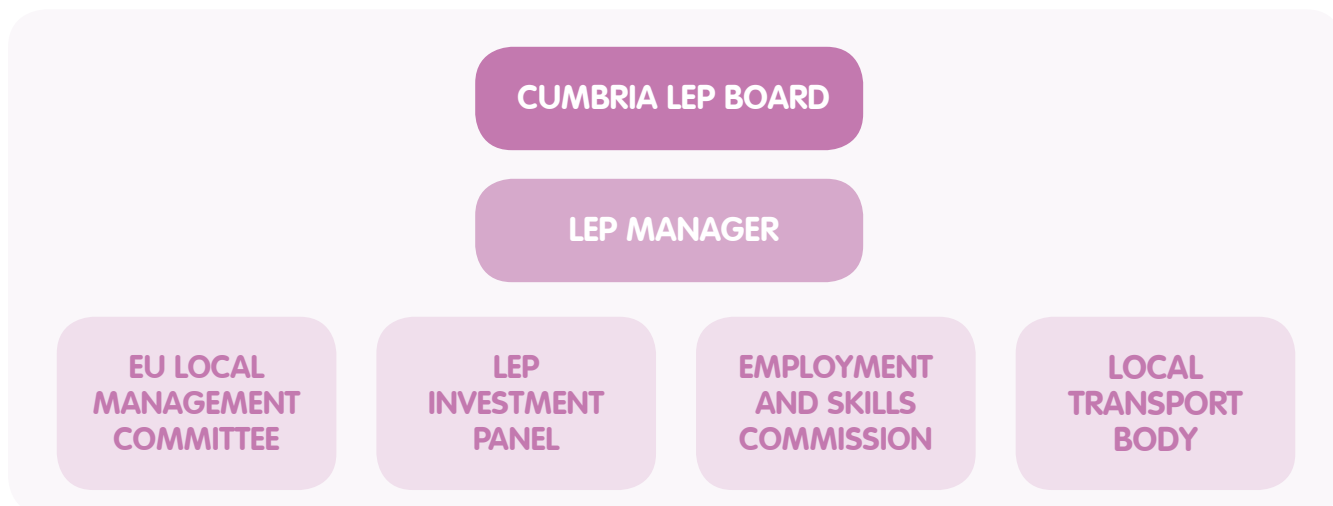 CUMBRIA LEP BOARD
LEP MANAGER
EU LOCAL
MANAGEMENT
COMMITTEE
LEP
INVESTMENT
PANEL
EMPLOYMENT
AND SKILLS
COMMISSION
LOCAL
TRANSPORT
BODY